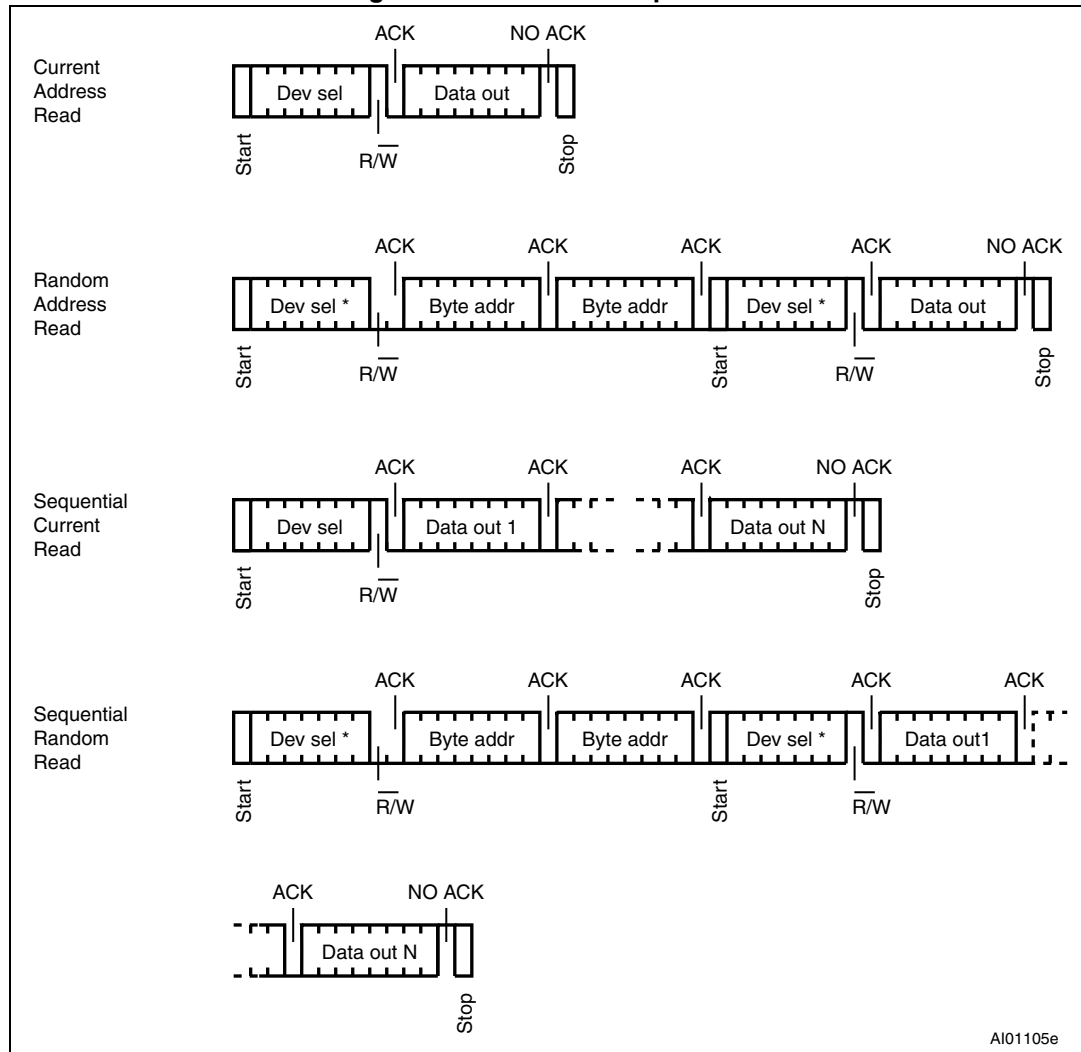 ACK NO ACK
Current
Address
Read
Dev sel Data out
Start R/W̅ Stop
ACK ACK ACK ACK NO ACK
Random
Address
Read
Dev sel * Byte addr Byte addr Dev sel * Data out
Start R/W̅ Start R/W̅ Stop
ACK ACK ACK NO ACK
Sequential
Current
Read
Dev sel Data out 1 Data out N
Start R/W̅ Stop
ACK ACK ACK ACK ACK
Sequential
Random
Read
Dev sel * Byte addr Byte addr Dev sel * Data out1
Start R̅/W Start R̅/W
ACK NO ACK
Data out N
Stop
AI01105e